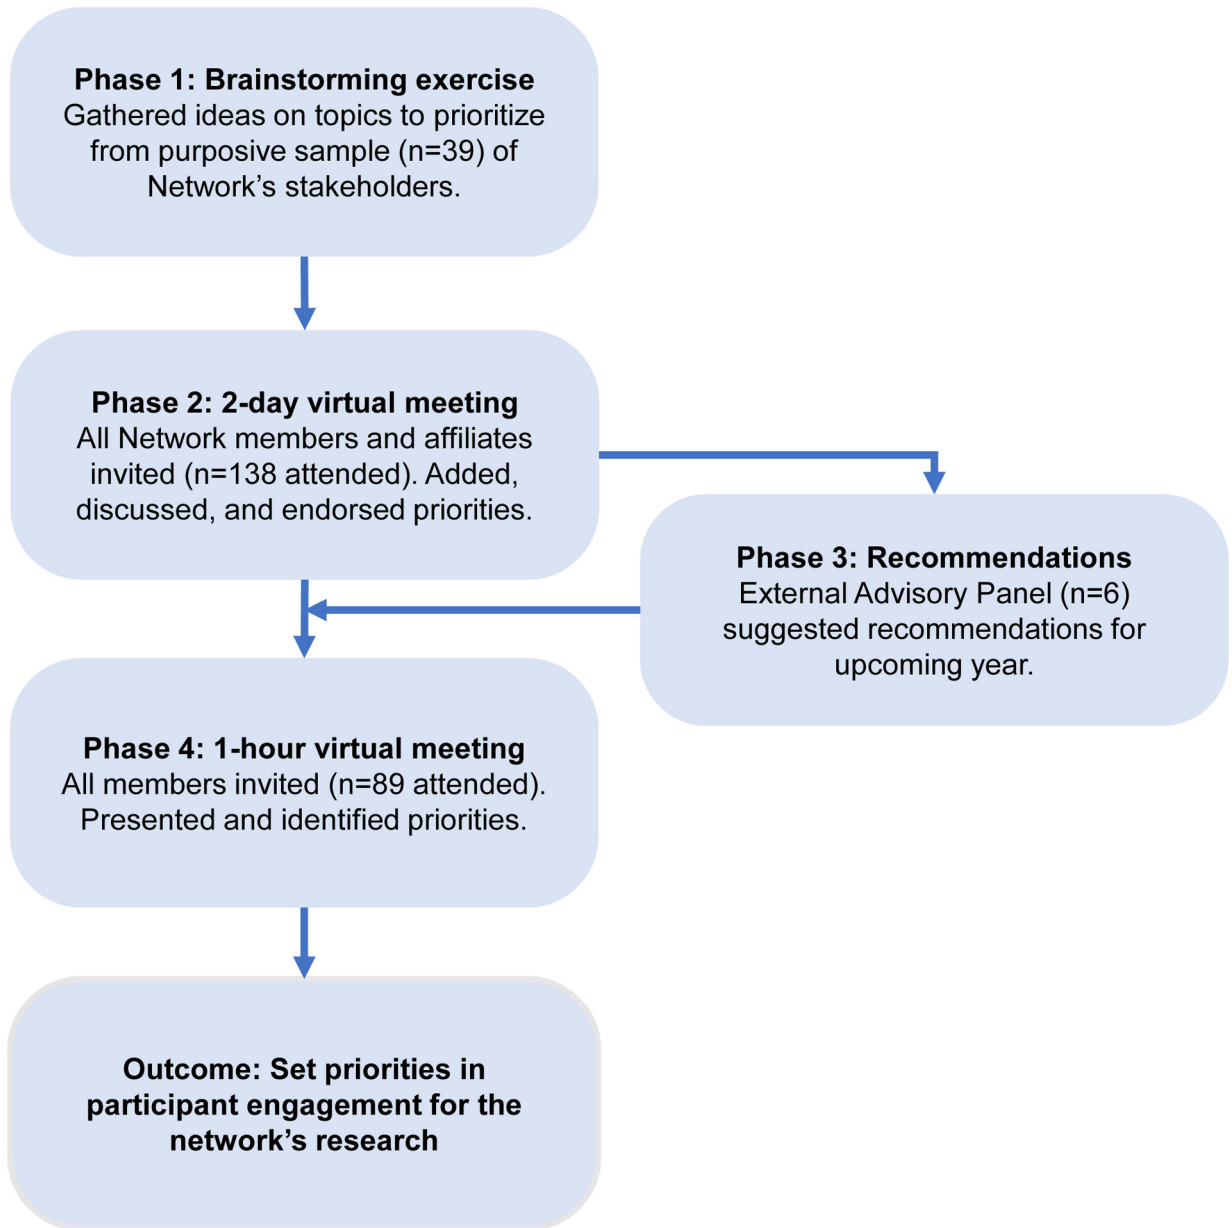 Phase 1: Brainstorming exercise
Gathered ideas on topics to prioritize
from purposive sample (n=39) of
Network’s stakeholders.
Phase 2: 2-day virtual meeting
All Network members and affiliates
invited (n=138 attended). Added,
discussed, and endorsed priorities.
Phase 3: Recommendations
External Advisory Panel (n=6)
suggested recommendations for
upcoming year.
Phase 4: 1-hour virtual meeting
All members invited (n=89 attended).
Presented and identified priorities.
Outcome: Set priorities in
participant engagement for the
network’s research